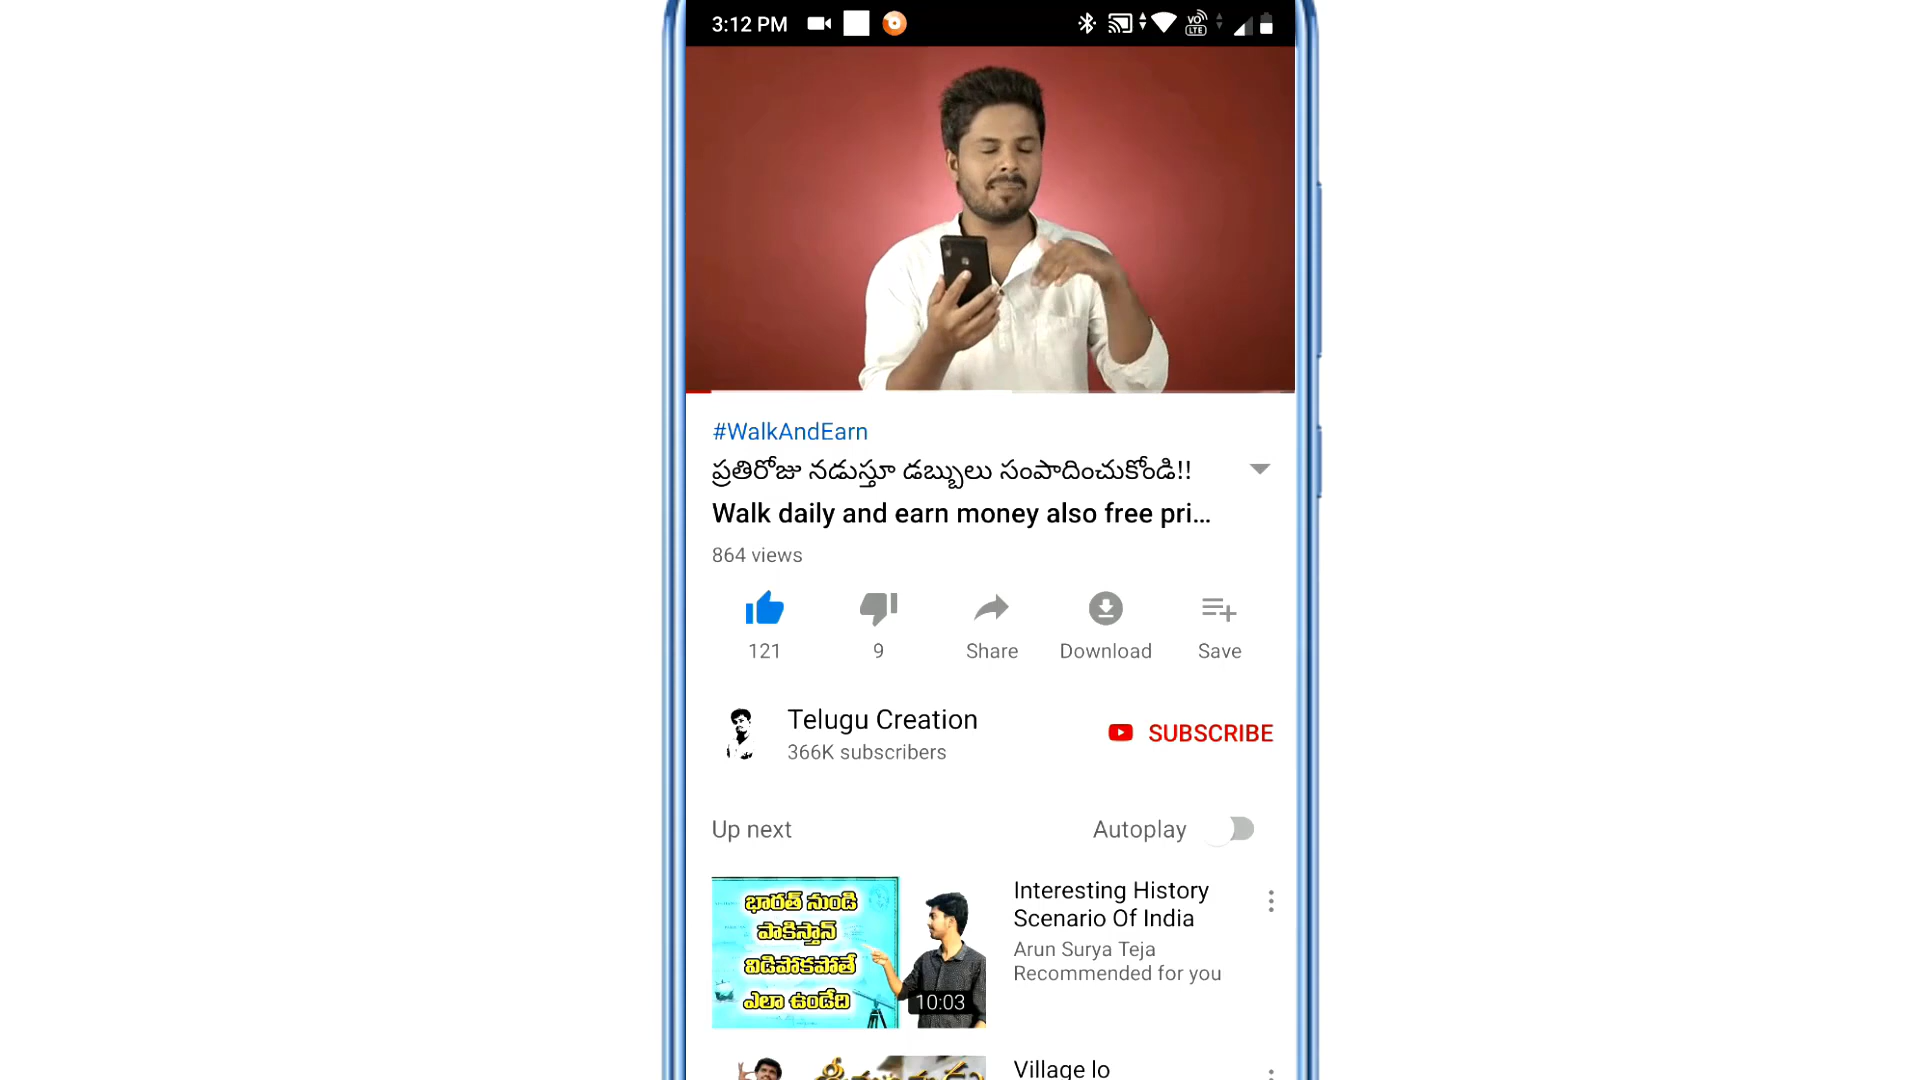 3:12 PM
VO LTE
#WalkAndEarn
ప్రతిరోజు నడుస్తూ డబ్బులు సంపాదించుకోండి!!
Walk daily and earn money also free pri...
864 views
121
9
Share
Download
Save
Telugu Creation
366K subscribers
SUBSCRIBE
Up next
Autoplay
భారత్ నుండి
పాకిస్తాన్
విడిపోకపోతే
ఎలా ఉండేది
10:03
Interesting History
Scenario Of India
Arun Surya Teja
Recommended for you
Village lo